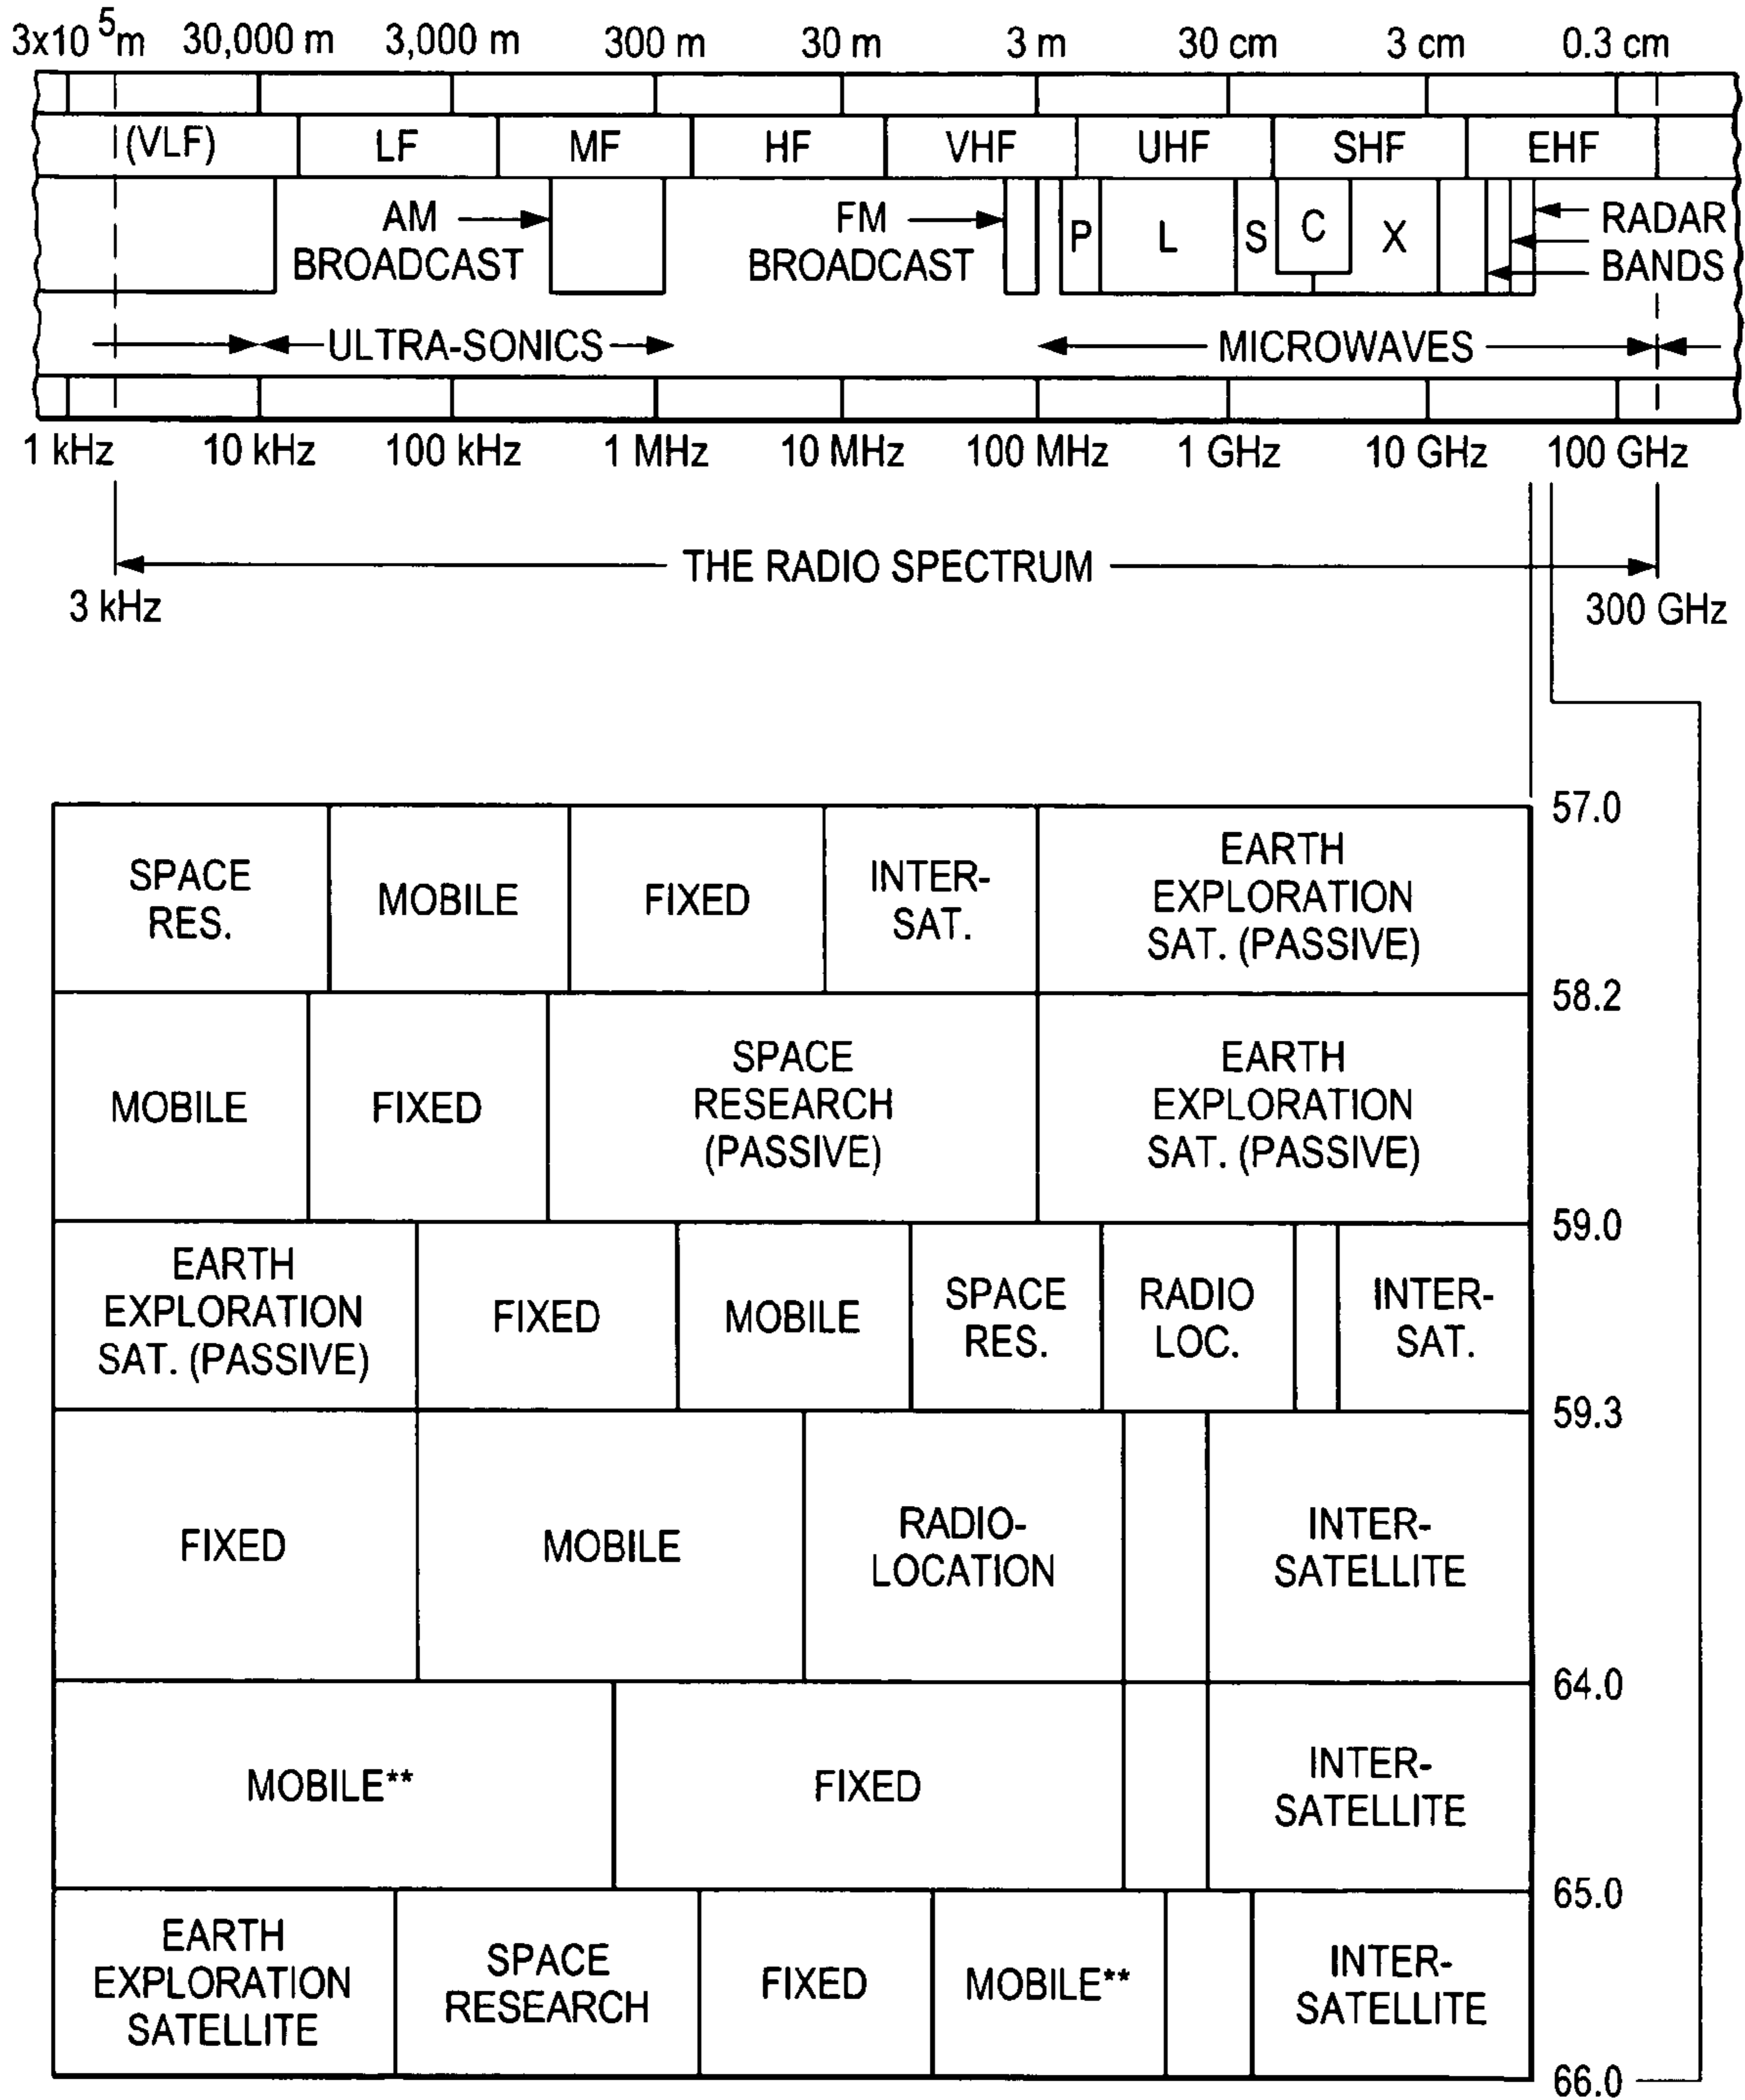 3x10 5m 30,000 m 3,000 m 300 m 30 m 3 m 30 cm 3 cm 0.3 cm
(VLF) LF MF HF VHF UHF SHF EHF
AM
BROADCAST
FM
BROADCAST
P L S C X
RADAR
BANDS
ULTRA-SONICS
MICROWAVES
1 kHz 10 kHz 100 kHz 1 MHz 10 MHz 100 MHz 1 GHz 10 GHz 100 GHz
THE RADIO SPECTRUM
3 kHz
300 GHz
57.0
SPACE
RES.
MOBILE
FIXED
INTER-
SAT.
EARTH
EXPLORATION
SAT. (PASSIVE)
58.2
MOBILE
FIXED
SPACE
RESEARCH
(PASSIVE)
EARTH
EXPLORATION
SAT. (PASSIVE)
59.0
EARTH
EXPLORATION
SAT. (PASSIVE)
FIXED
MOBILE
SPACE
RES.
RADIO
LOC.
INTER-
SAT.
59.3
FIXED
MOBILE
RADIO-
LOCATION
INTER-
SATELLITE
64.0
MOBILE**
FIXED
INTER-
SATELLITE
65.0
EARTH
EXPLORATION
SATELLITE
SPACE
RESEARCH
FIXED
MOBILE**
INTER-
SATELLITE
66.0